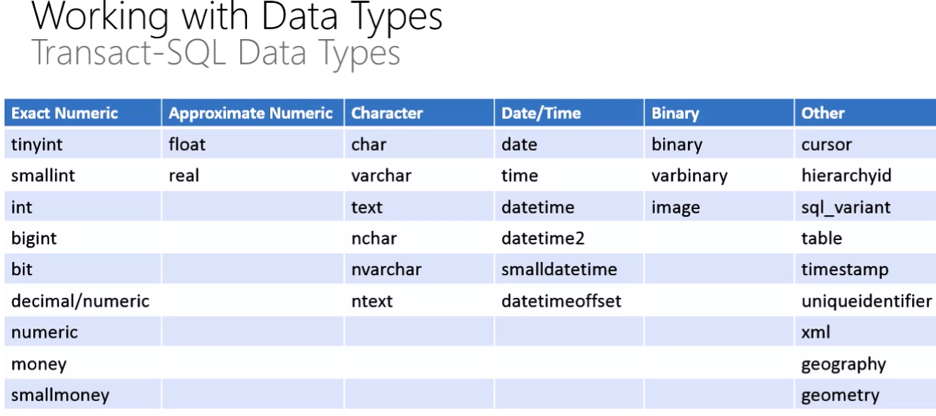 Working with Data Types
Transact-SQL Data Types
Exact Numeric Approximate Numeric Character Date/Time Binary Other
tinyint float char date binary cursor
smallint real varchar time varbinary hierarchyid
int text datetime image sql_variant
bigint nchar datetime2 table
bit nvarchar smalldatetime timestamp
decimal/numeric ntext datetimeoffset uniqueidentifier
numeric xml
money geography
smallmoney geometry